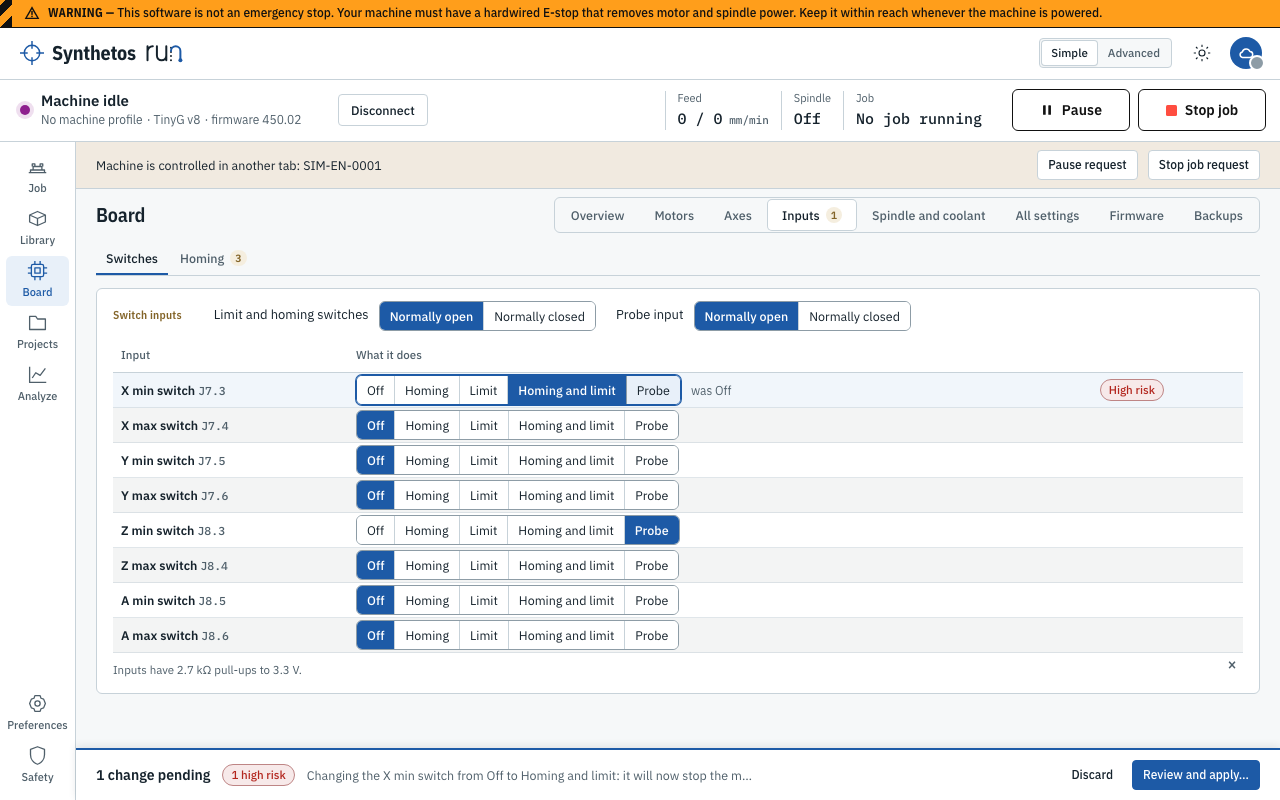 WARNING — This software is not an emergency stop. Your machine must have a hardwired E-stop that removes motor and spindle power. Keep it within reach whenever the machine is powered.
Synthetos run
Simple Advanced
Machine idle
No machine profile · TinyG v8 · firmware 450.02
Disconnect
Feed
0 / 0 mm/min
Spindle
Off
Job
No job running
Pause
Stop job
Machine is controlled in another tab: SIM-EN-0001
Pause request
Stop job request
Job
Library
Board
Projects
Analyze
Preferences
Safety
Board
Overview Motors Axes Inputs 1 Spindle and coolant All settings Firmware Backups
Switches Homing 3
Switch inputs Limit and homing switches Normally open Normally closed Probe input Normally open Normally closed
Input What it does
X min switch J7.3 Off Homing Limit Homing and limit Probe was Off High risk
X max switch J7.4 Off Homing Limit Homing and limit Probe
Y min switch J7.5 Off Homing Limit Homing and limit Probe
Y max switch J7.6 Off Homing Limit Homing and limit Probe
Z min switch J8.3 Off Homing Limit Homing and limit Probe
Z max switch J8.4 Off Homing Limit Homing and limit Probe
A min switch J8.5 Off Homing Limit Homing and limit Probe
A max switch J8.6 Off Homing Limit Homing and limit Probe
Inputs have 2.7 kΩ pull-ups to 3.3 V.
1 change pending 1 high risk Changing the X min switch from Off to Homing and limit: it will now stop the m… Discard Review and apply…